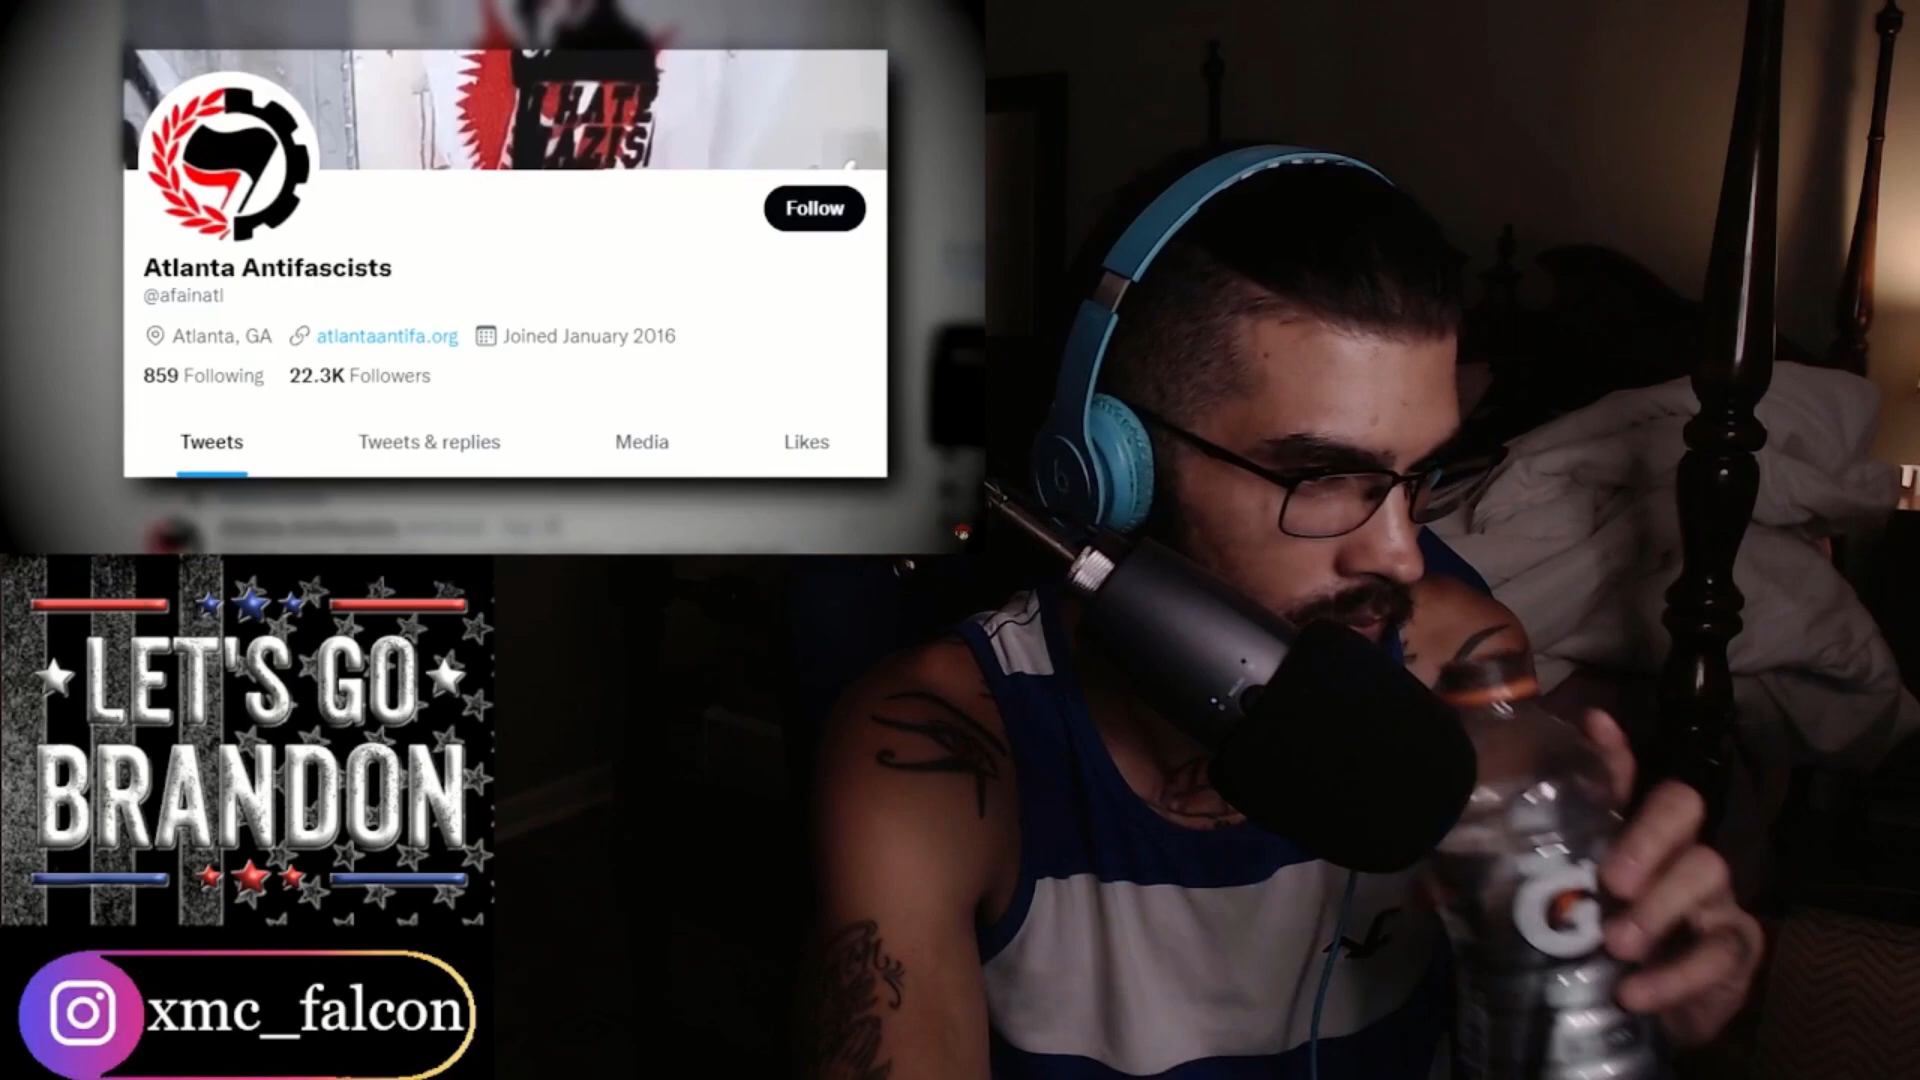 I HATE
NAZIS
Follow
Atlanta Antifascists
@afainatl
Atlanta, GA atlantaantifa.org Joined January 2016
859 Following 22.3K Followers
Tweets Tweets & replies Media Likes
LET'S GO
BRANDON
xmc_falcon
G